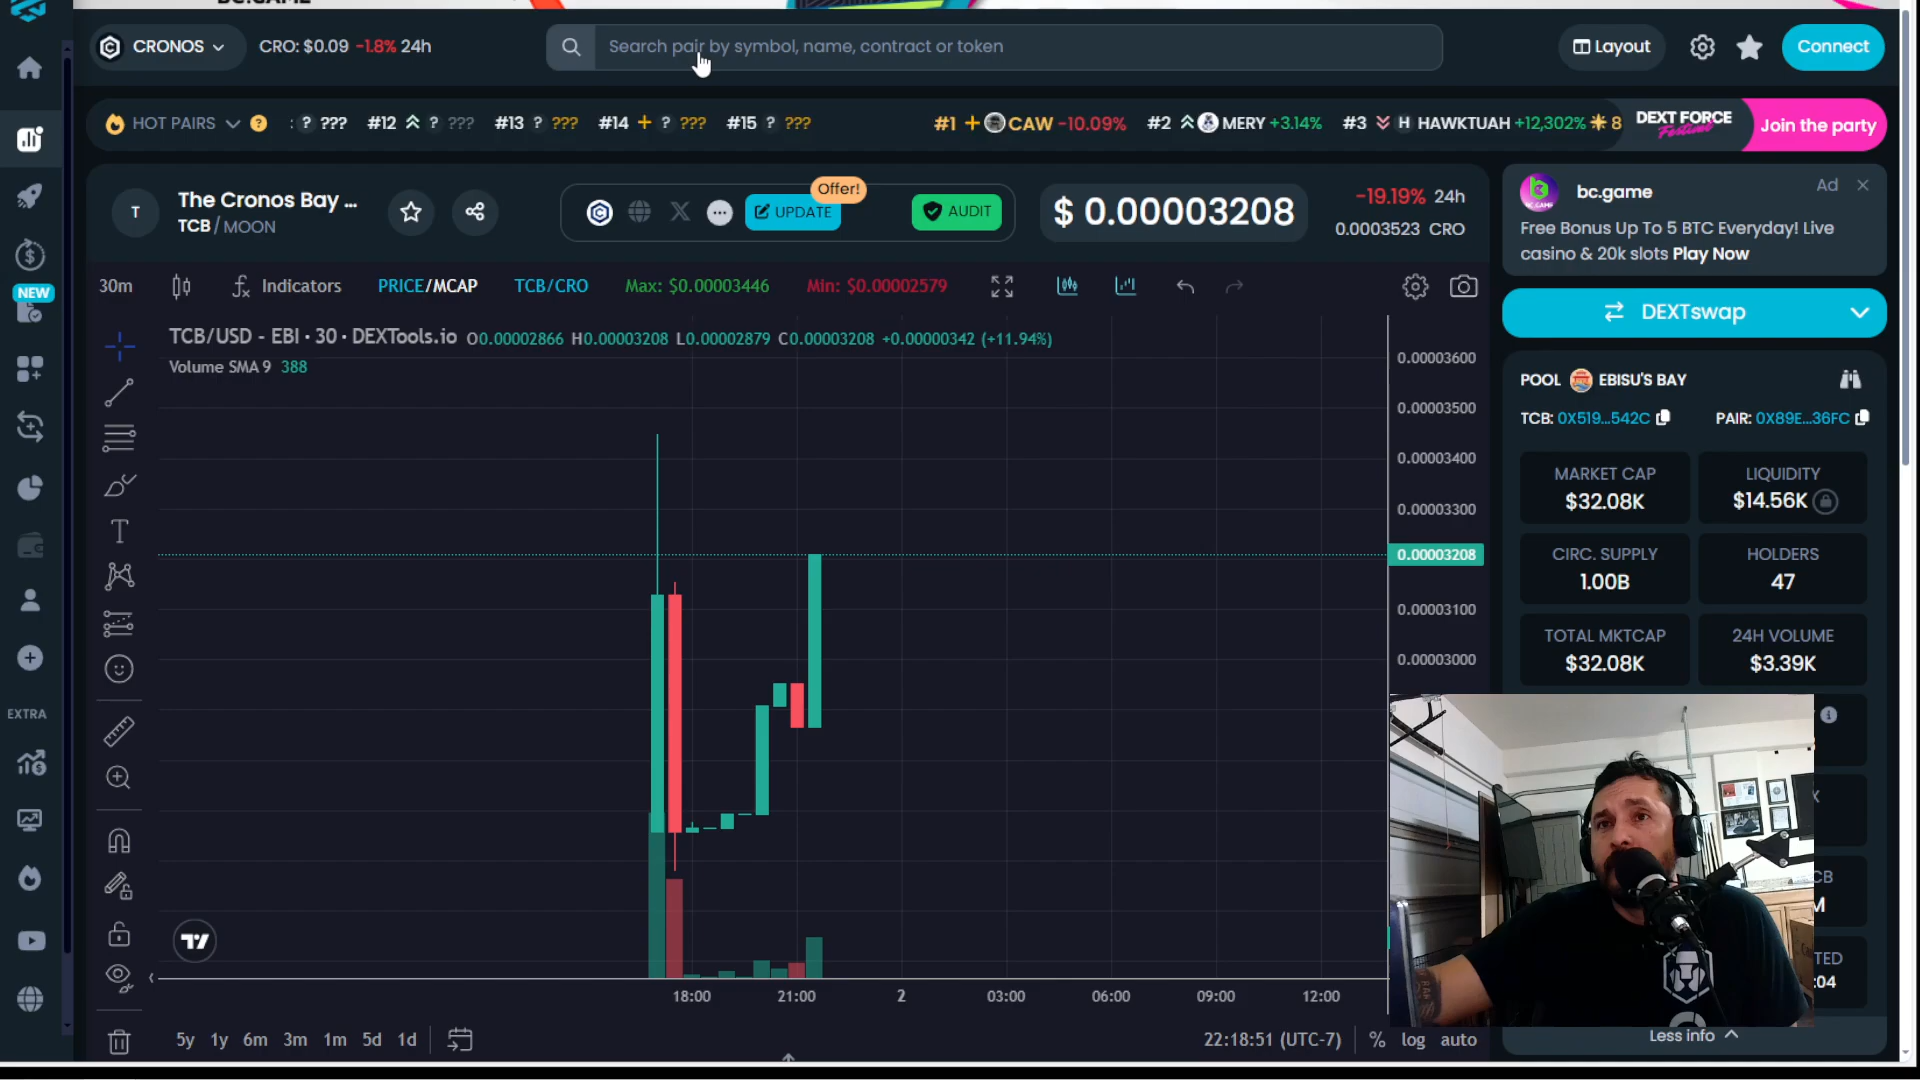 BC.GAME
CRONOS
CRO: $0.09 -1.8% 24h
Search pair by symbol, name, contract or token
Layout
Connect
HOT PAIRS ? : ? ??? #12 ? ??? #13 ? ??? #14 ? ??? #15 ? ???
#1 CAW -10.09% #2 MERY +3.14% #3 H HAWKTUAH +12,302% 8
DEXT FORCE
Festival
Join the party
T
The Cronos Bay ...
TCB / MOON
Offer!
UPDATE
AUDIT
$ 0.00003208
-19.19% 24h
0.0003523 CRO
bc.game
Ad
Free Bonus Up To 5 BTC Everyday! Live
casino & 20k slots Play Now
30m
Indicators
PRICE/MCAP
TCB/CRO
Max: $0.00003446
Min: $0.00002579
NEW
DEXTswap
TCB/USD - EBI · 30 · DEXTools.io O0.00002866 H0.00003208 L0.00002879 C0.00003208 +0.00000342 (+11.94%)
Volume SMA 9 388
0.00003600
0.00003500
0.00003400
0.00003300
0.00003208
0.00003100
0.00003000
POOL EBISU'S BAY
TCB: 0X519...542C
PAIR: 0X89E...36FC
MARKET CAP
$32.08K
LIQUIDITY
$14.56K
CIRC. SUPPLY
1.00B
HOLDERS
47
TOTAL MKTCAP
$32.08K
24H VOLUME
$3.39K
EXTRA
X
CB
M
TED
:04
18:00 21:00 2 03:00 06:00 09:00 12:00
5y 1y 6m 3m 1m 5d 1d
22:18:51 (UTC-7)
% log auto
Less info